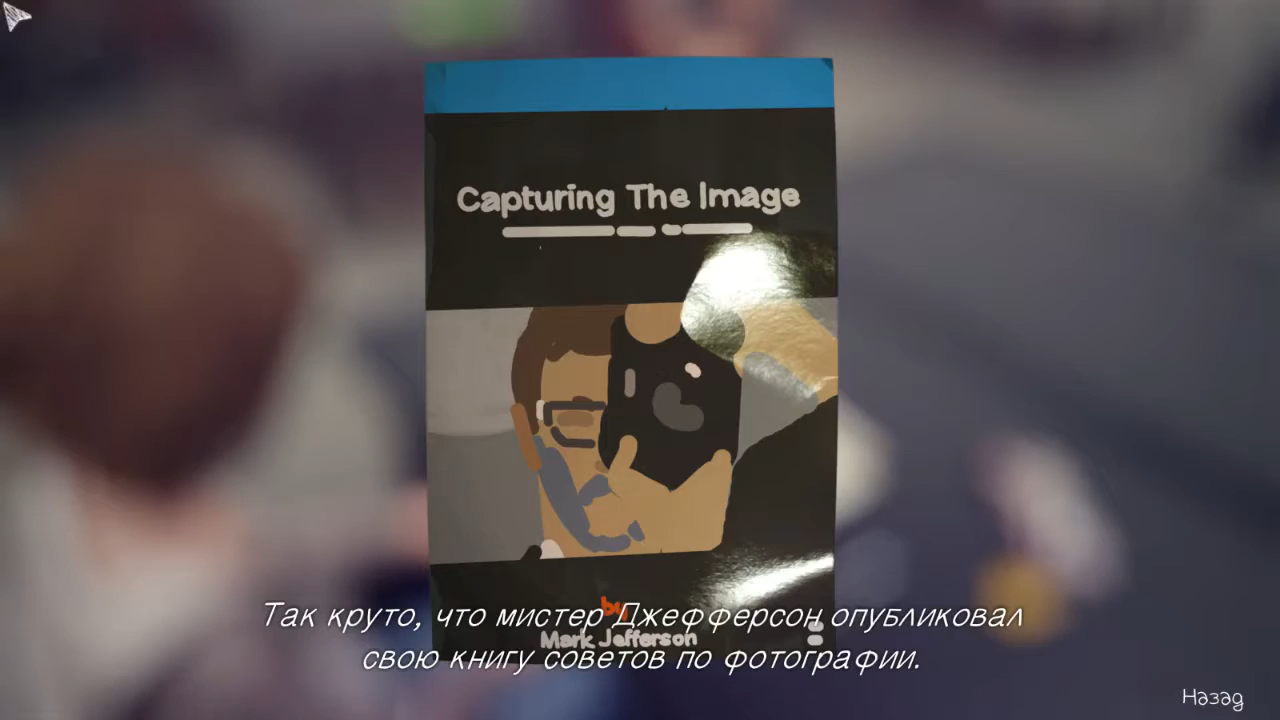 Capturing The Image
by
Mark Jefferson
Так круто, что мистер Джефферсон опубликовал
свою книгу советов по фотографии.
Назад